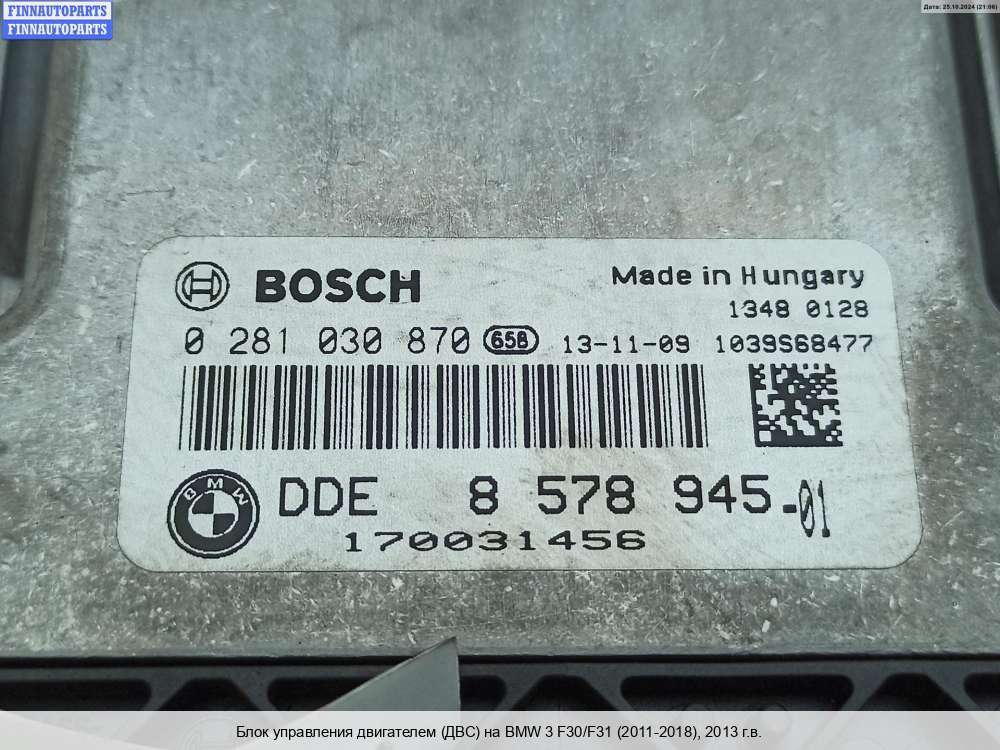 FINNAUTOPARTS
FINNAUTOPARTS
Дата: 25.10.2024 (21:06)
BOSCH
Made in Hungary
1348 0128
0 281 030 870 658 13-11-09 1039S68477
BMW DDE 8 578 945-01
170031456
Блок управления двигателем (ДВС) на BMW 3 F30/F31 (2011-2018), 2013 г.в.